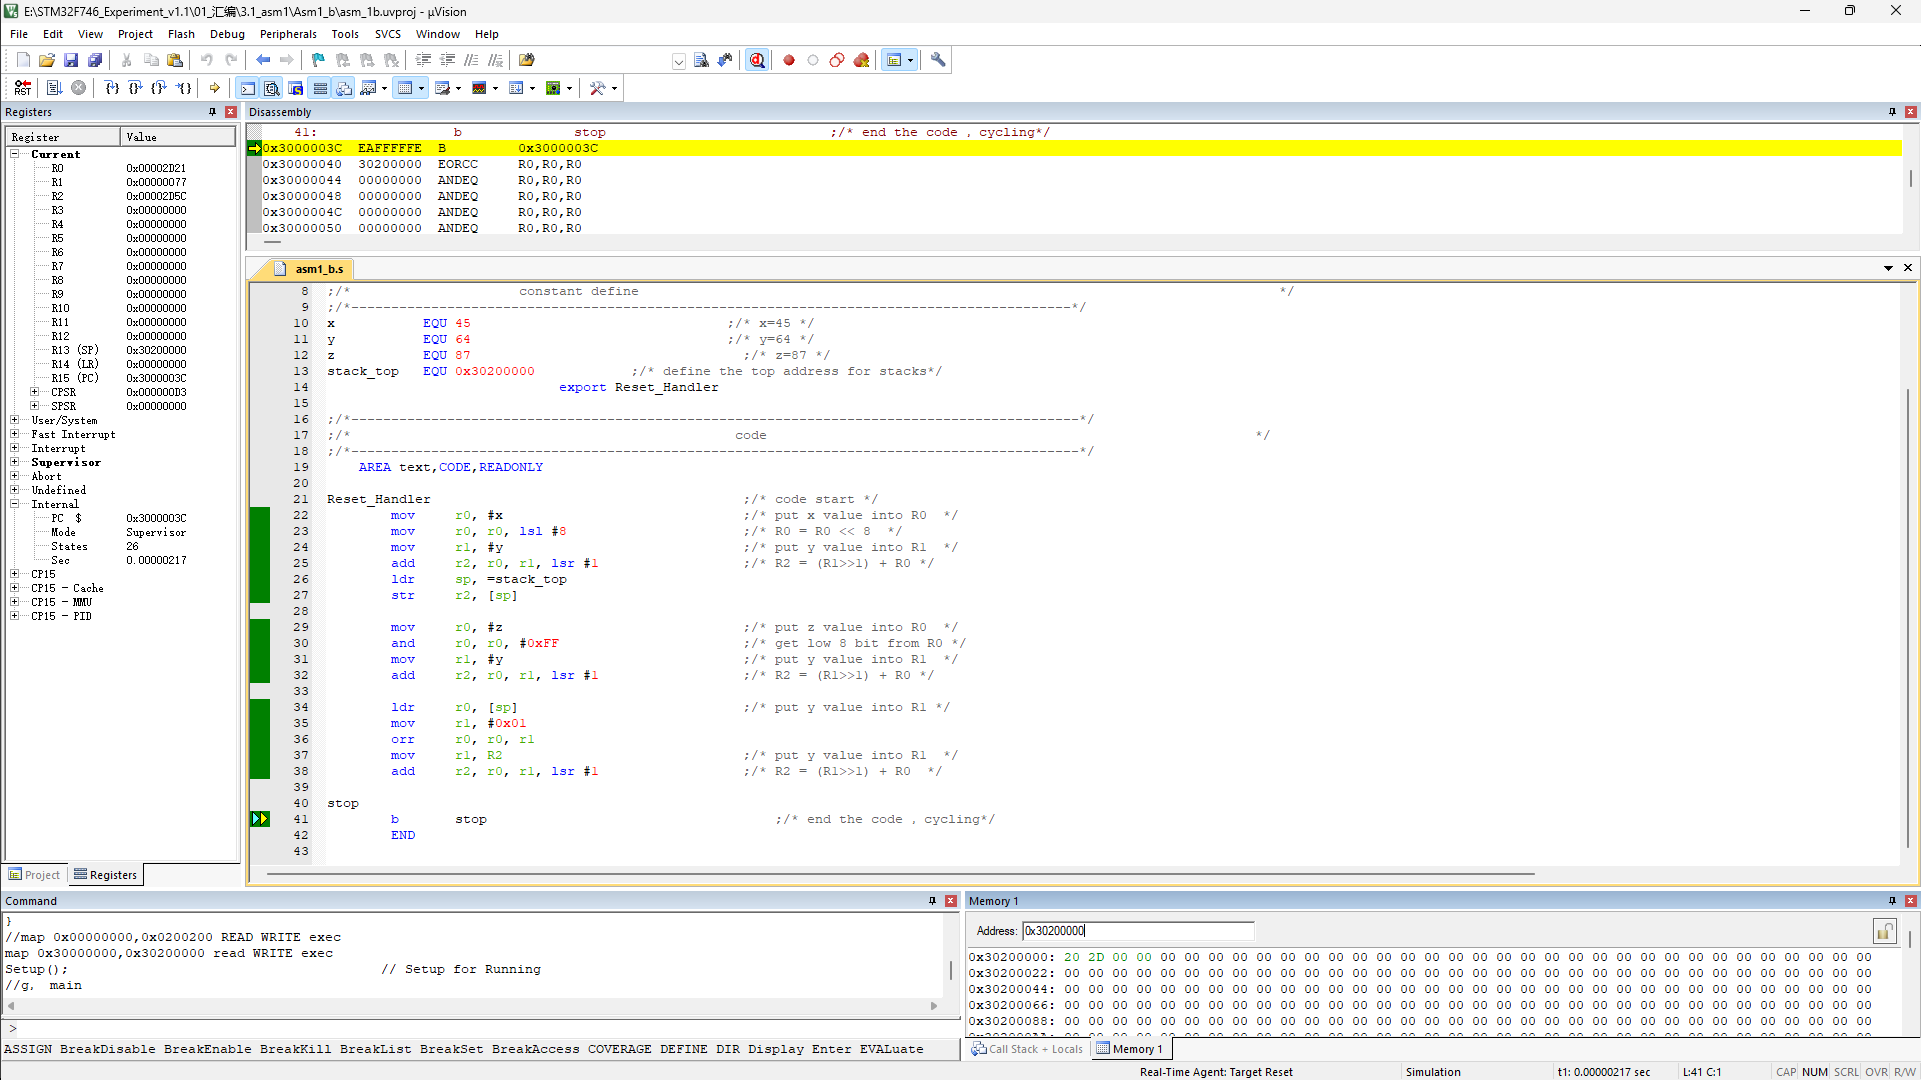 E:\STM32F746_Experiment_v1.1\01_汇编\3.1_asm1\Asm1_b\asm_1b.uvproj - µVision
File Edit View Project Flash Debug Peripherals Tools SVCS Window Help
Registers
Register Value
Current
R0 0x00002D21
R1 0x00000077
R2 0x00002D5C
R3 0x00000000
R4 0x00000000
R5 0x00000000
R6 0x00000000
R7 0x00000000
R8 0x00000000
R9 0x00000000
R10 0x00000000
R11 0x00000000
R12 0x00000000
R13 (SP) 0x30200000
R14 (LR) 0x00000000
R15 (PC) 0x3000003C
CPSR 0x000000D3
SPSR 0x00000000
User/System
Fast Interrupt
Interrupt
Supervisor
Abort
Undefined
Internal
PC $ 0x3000003C
Mode Supervisor
States 26
Sec 0.00000217
CP15
CP15 - Cache
CP15 - MMU
CP15 - PID
Project Registers
Disassembly
41: b stop ;/* end the code , cycling*/
0x3000003C EAFFFFFE B 0x3000003C
0x30000040 30200000 EORCC R0,R0,R0
0x30000044 00000000 ANDEQ R0,R0,R0
0x30000048 00000000 ANDEQ R0,R0,R0
0x3000004C 00000000 ANDEQ R0,R0,R0
0x30000050 00000000 ANDEQ R0,R0,R0
asm1_b.s
8 ;/* constant define */
9 ;/*------------------------------------------------------------------------------------------*/
10 x EQU 45 ;/* x=45 */
11 y EQU 64 ;/* y=64 */
12 z EQU 87 ;/* z=87 */
13 stack_top EQU 0x30200000 ;/* define the top address for stacks*/
14 export Reset_Handler
15
16 ;/*-------------------------------------------------------------------------------------------*/
17 ;/* code */
18 ;/*-------------------------------------------------------------------------------------------*/
19 AREA text,CODE,READONLY
20
21 Reset_Handler ;/* code start */
22 mov r0, #x ;/* put x value into R0 */
23 mov r0, r0, lsl #8 ;/* R0 = R0 << 8 */
24 mov r1, #y ;/* put y value into R1 */
25 add r2, r0, r1, lsr #1 ;/* R2 = (R1>>1) + R0 */
26 ldr sp, =stack_top
27 str r2, [sp]
28
29 mov r0, #z ;/* put z value into R0 */
30 and r0, r0, #0xFF ;/* get low 8 bit from R0 */
31 mov r1, #y ;/* put y value into R1 */
32 add r2, r0, r1, lsr #1 ;/* R2 = (R1>>1) + R0 */
33
34 ldr r0, [sp] ;/* put y value into R1 */
35 mov r1, #0x01
36 orr r0, r0, r1
37 mov r1, R2 ;/* put y value into R1 */
38 add r2, r0, r1, lsr #1 ;/* R2 = (R1>>1) + R0 */
39
40 stop
41 b stop ;/* end the code , cycling*/
42 END
43
Command
}
//map 0x00000000,0x0200200 READ WRITE exec
map 0x30000000,0x30200000 read WRITE exec
Setup(); // Setup for Running
//g, main
>
ASSIGN BreakDisable BreakEnable BreakKill BreakList BreakSet BreakAccess COVERAGE DEFINE DIR Display Enter EVALuate
Memory 1
Address: 0x30200000
0x30200000: 20 2D 00 00 00 00 00 00 00 00 00 00 00 00 00 00 00 00 00 00 00 00 00 00 00 00 00 00 00 00 00 00 00 00
0x30200022: 00 00 00 00 00 00 00 00 00 00 00 00 00 00 00 00 00 00 00 00 00 00 00 00 00 00 00 00 00 00 00 00 00 00
0x30200044: 00 00 00 00 00 00 00 00 00 00 00 00 00 00 00 00 00 00 00 00 00 00 00 00 00 00 00 00 00 00 00 00 00 00
0x30200066: 00 00 00 00 00 00 00 00 00 00 00 00 00 00 00 00 00 00 00 00 00 00 00 00 00 00 00 00 00 00 00 00 00 00
0x30200088: 00 00 00 00 00 00 00 00 00 00 00 00 00 00 00 00 00 00 00 00 00 00 00 00 00 00 00 00 00 00 00 00 00 00
Call Stack + Locals Memory 1
Real-Time Agent: Target Reset Simulation t1: 0.00000217 sec L:41 C:1 CAP NUM SCRL OVR R/W